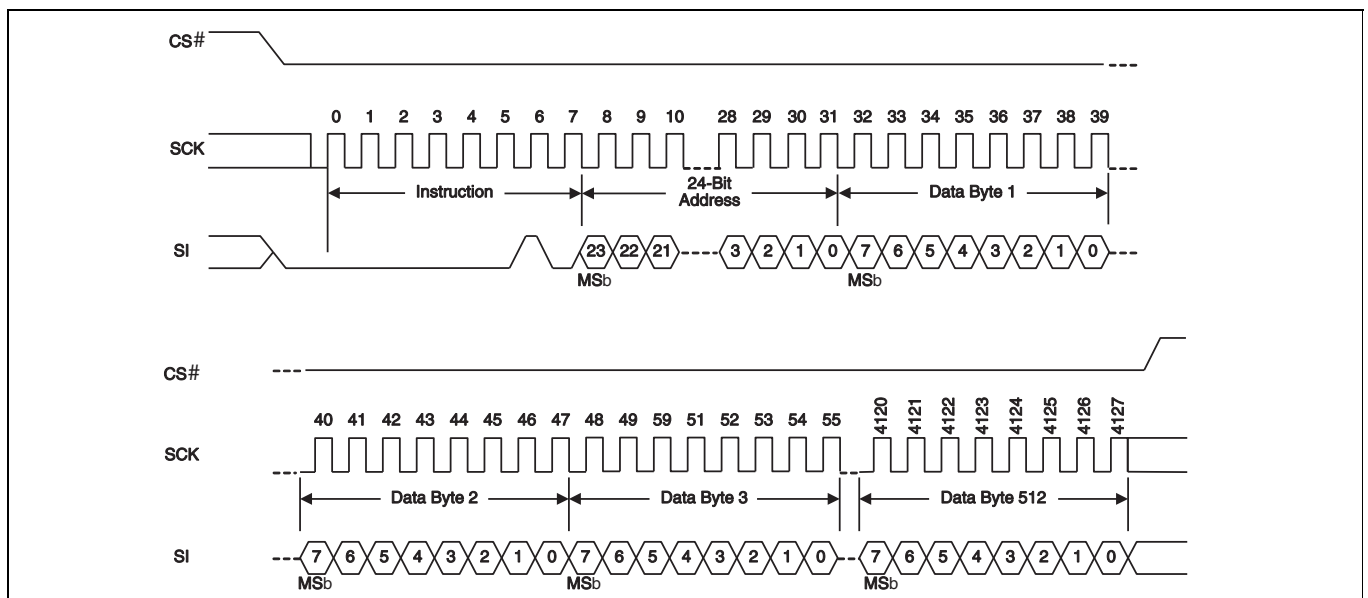 CS#
0 1 2 3 4 5 6 7 8 9 10 28 29 30 31 32 33 34 35 36 37 38 39
SCK
Instruction
24-Bit
Address
Data Byte 1
SI
23 22 21 3 2 1 0 7 6 5 4 3 2 1 0
MSb MSb
CS#
40 41 42 43 44 45 46 47 48 49 59 51 52 53 54 55 4120 4121 4122 4123 4124 4125 4126 4127
SCK
Data Byte 2 Data Byte 3 Data Byte 512
SI
7 6 5 4 3 2 1 0 7 6 5 4 3 2 1 0 7 6 5 4 3 2 1 0
MSb MSb MSb